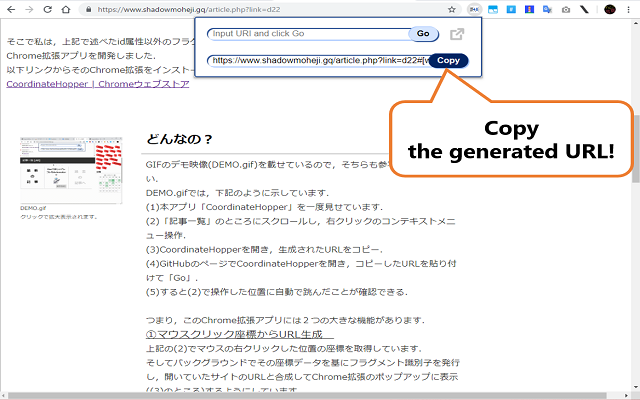 https://www.shadowmoheji.gq/article.php?link=d22
Input URI and click Go
Go
https://www.shadowmoheji.gq/article.php?link=d22#[w
Copy
Copy
the generated URL!
そこで私は，上記で述べたid属性以外のフラグ
Chrome拡張アプリを開発しました．
以下リンクからそのChrome拡張をインストー
CoordinateHopper | Chromeウェブストア
どんなの？
DEMO.gif
クリックで拡大表示されます。
GIFのデモ映像(DEMO.gif)を載せているので，そちらも参
い．
DEMO.gifでは，下記のように示しています．
(1)本アプリ「CoordinateHopper」を一度見せています．
(2)「記事一覧」のところにスクロールし，右クリックのコンテキストメニ
ュー操作．
(3)CoordinateHopperを開き，生成されたURLをコピー．
(4)GitHubのページでCoordinateHopperを開き，コピーしたURLを貼り付
けて「Go」．
(5)すると(2)で操作した位置に自動で跳んだことが確認できる．
つまり，このChrome拡張アプリには２つの大きな機能があります．
①マウスクリック座標からURL生成
上記の(2)でマウスの右クリックした位置の座標を取得しています．
そしてバックグラウンドでその座標データを基にフラグメント識別子を発行
し，開いていたサイトのURLと合成してChrome拡張のポップアップに表示
((3)のところ)するようにしています．